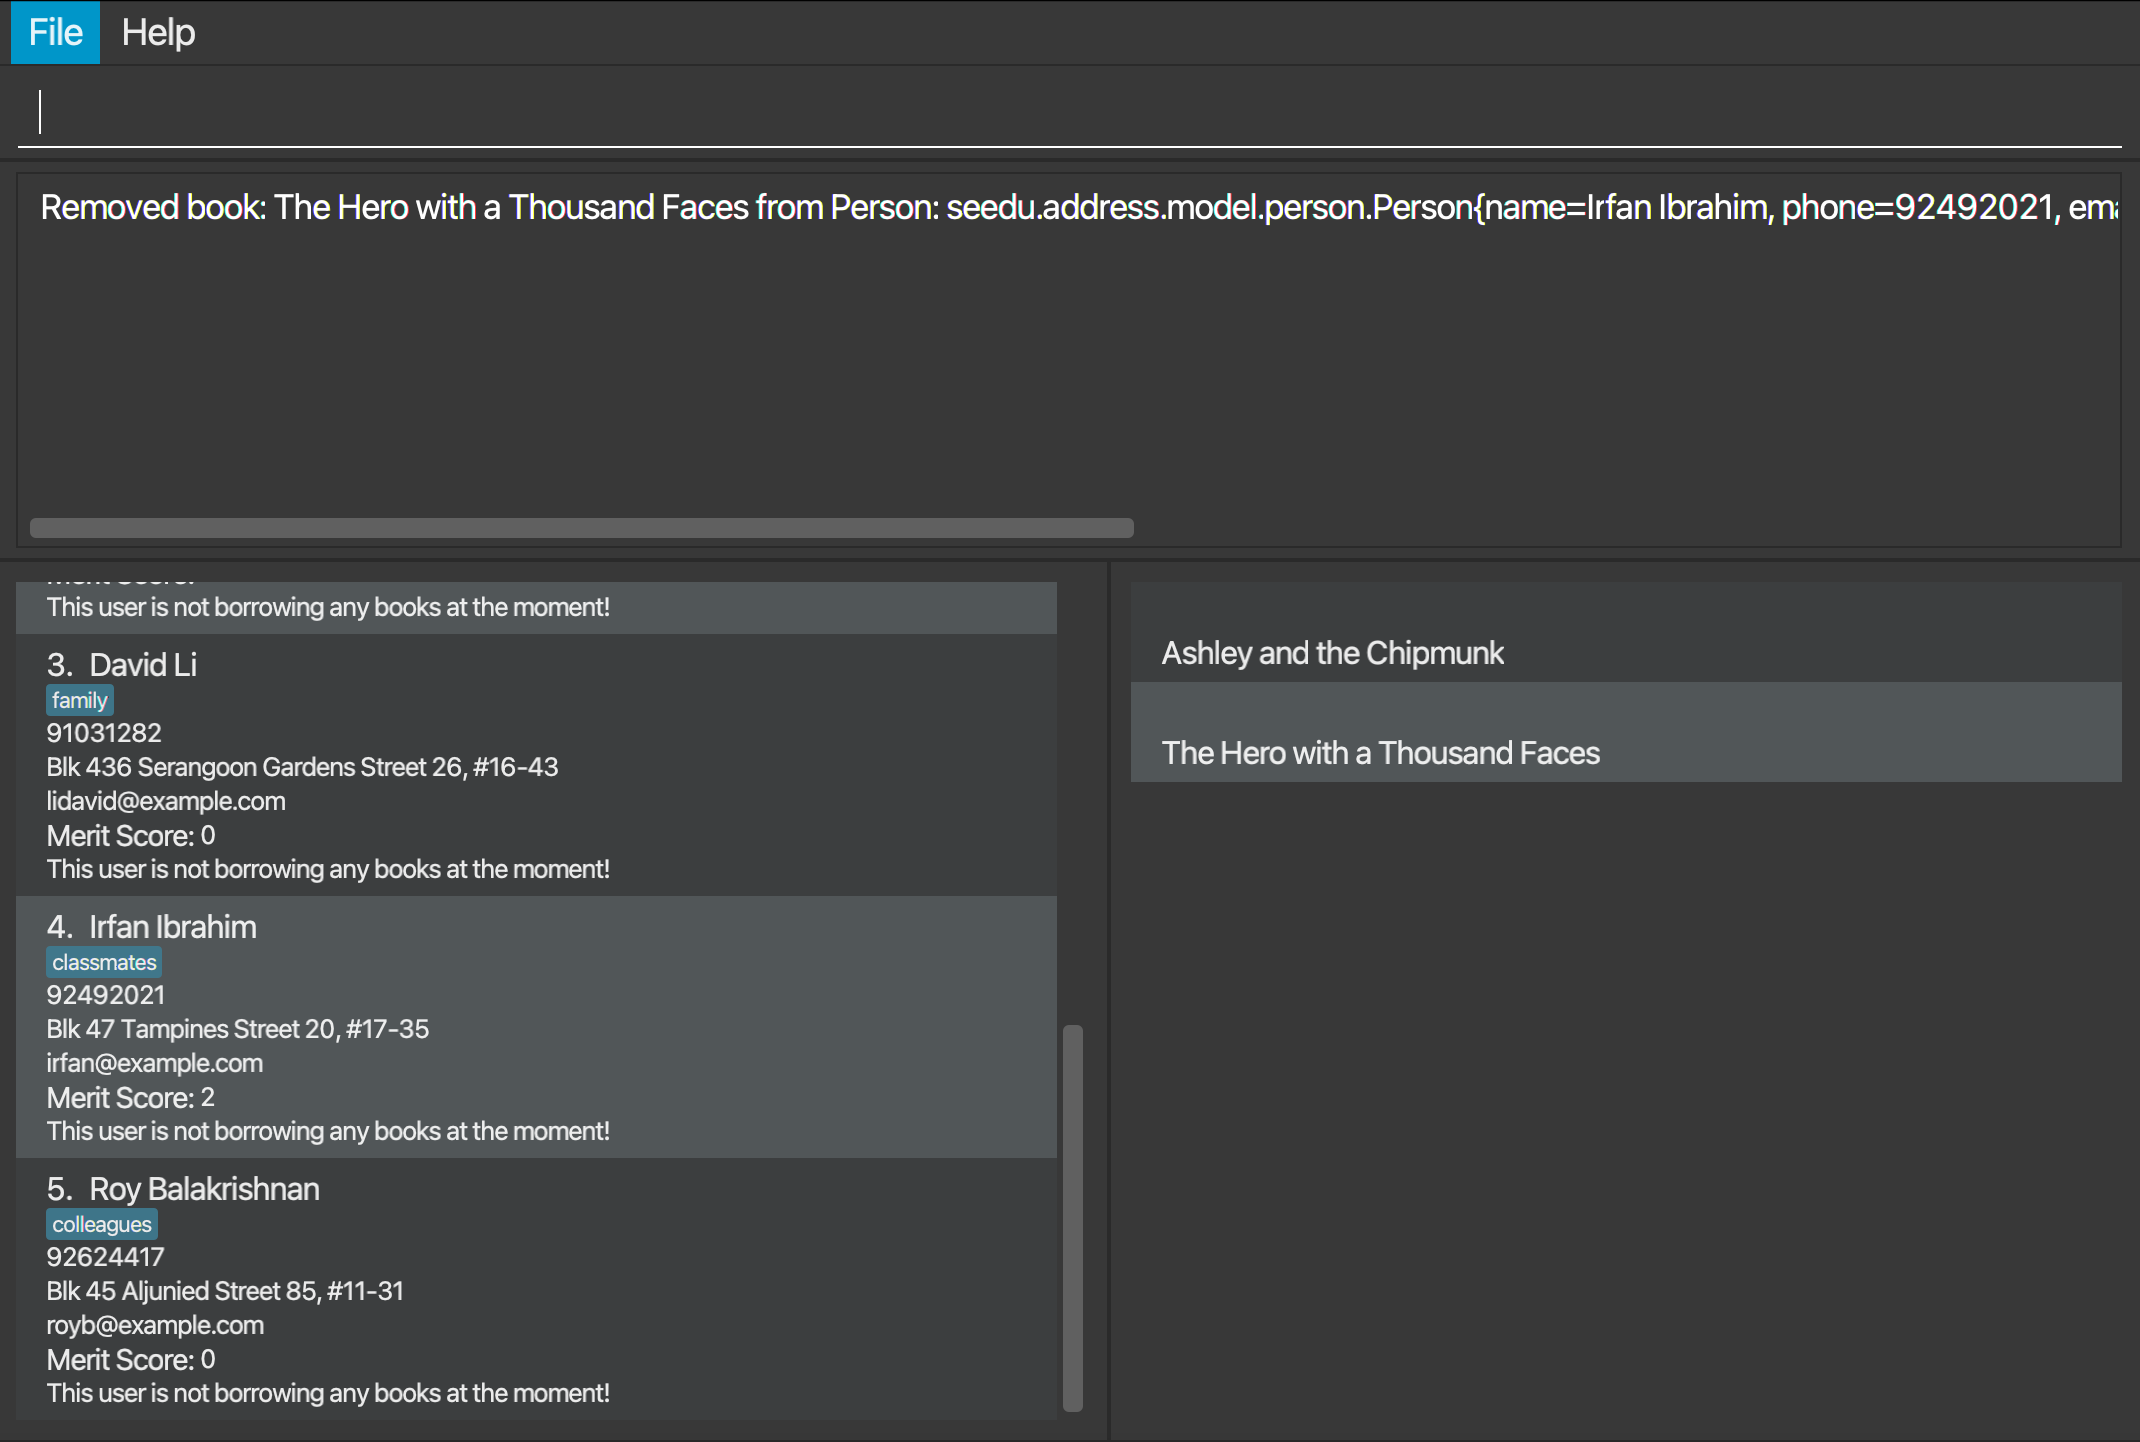 File Help
Removed book: The Hero with a Thousand Faces from Person: seedu.address.model.person.Person{name=Irfan Ibrahim, phone=92492021,
This user is not borrowing any books at the moment!
3. David Li
family
91031282
Blk 436 Serangoon Gardens Street 26, #16-43
lidavid@example.com
Merit Score: 0
This user is not borrowing any books at the moment!
4. Irfan Ibrahim
classmates
92492021
Blk 47 Tampines Street 20, #17-35
irfan@example.com
Merit Score: 2
This user is not borrowing any books at the moment!
5. Roy Balakrishnan
colleagues
92624417
Blk 45 Aljunied Street 85, #11-31
royb@example.com
Merit Score: 0
This user is not borrowing any books at the moment!
Ashley and the Chipmunk
The Hero with a Thousand Faces